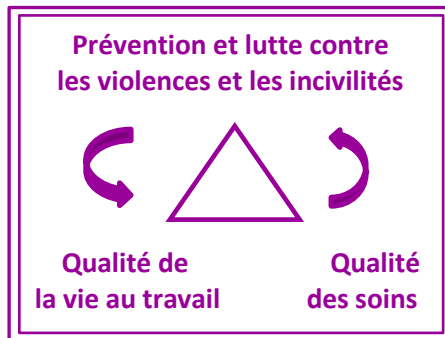 Prévention et lutte contre
les violences et les incivilités
Qualité de
la vie au travail
Qualité
des soins